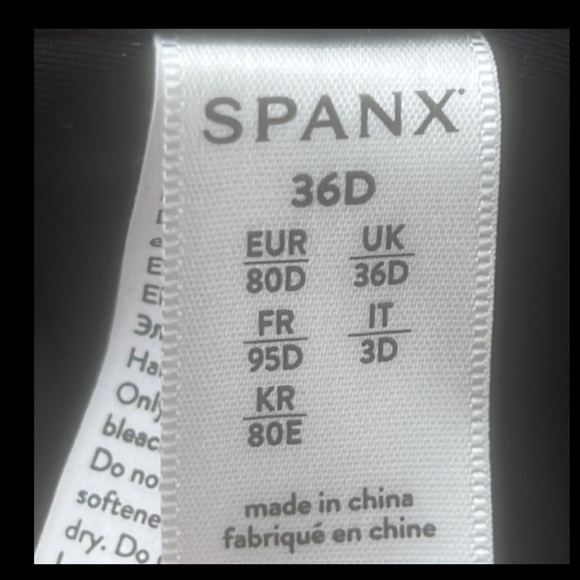 SPANX
36D
EUR UK
80D 36D
FR IT
95D 3D
KR
80E
made in china
fabriqué en chine
Only
Do
dry. Do